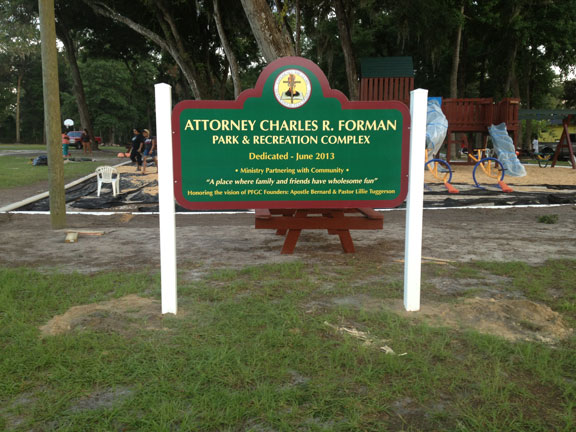 ATTORNEY CHARLES R. FORMAN
PARK & RECREATION COMPLEX
Dedicated - June 2013
• Ministry Partnering with Community •
"A place where family and friends have wholesome fun"
Honoring the vision of PFGC Founders: Apostle Bernard & Pastor Lillie Tuggerson